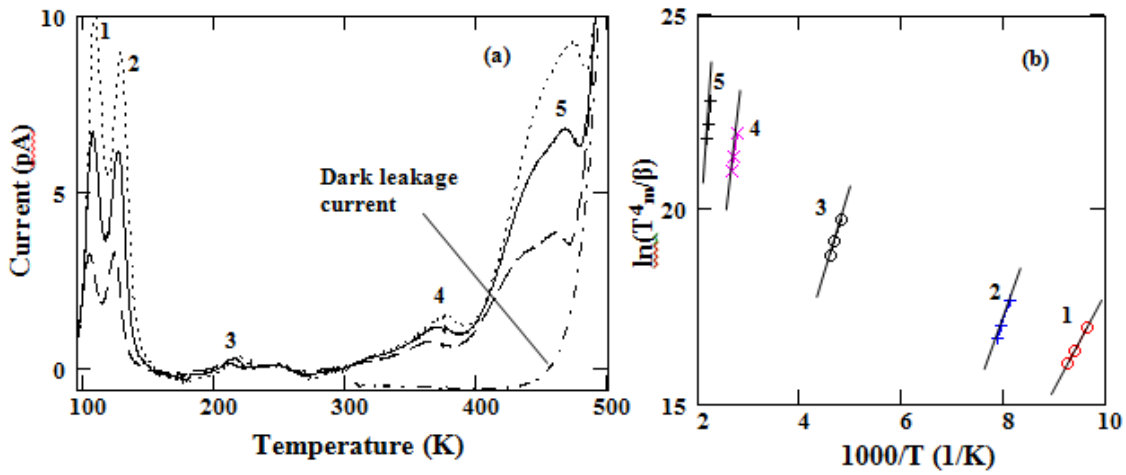 10
5
0
Current (pA)
1
2
(a)
5
Dark leakage
current
4
3
100 200 300 400 500
Temperature (K)
25
20
15
ln(T⁴ₘ/β)
(b)
5
4
3
2
1
2 4 6 8 10
1000/T (1/K)